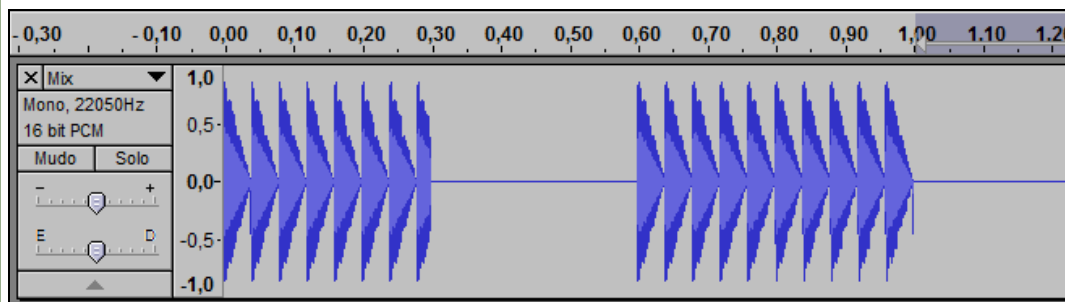 - 0,30 - 0,10 0,00 0,10 0,20 0,30 0,40 0,50 0,60 0,70 0,80 0,90 1,00 1,10 1,20
X Mix
Mono, 22050Hz
16 bit PCM
Mudo Solo
- +
E D
1,0
0,5
0,0
-0,5
-1,0